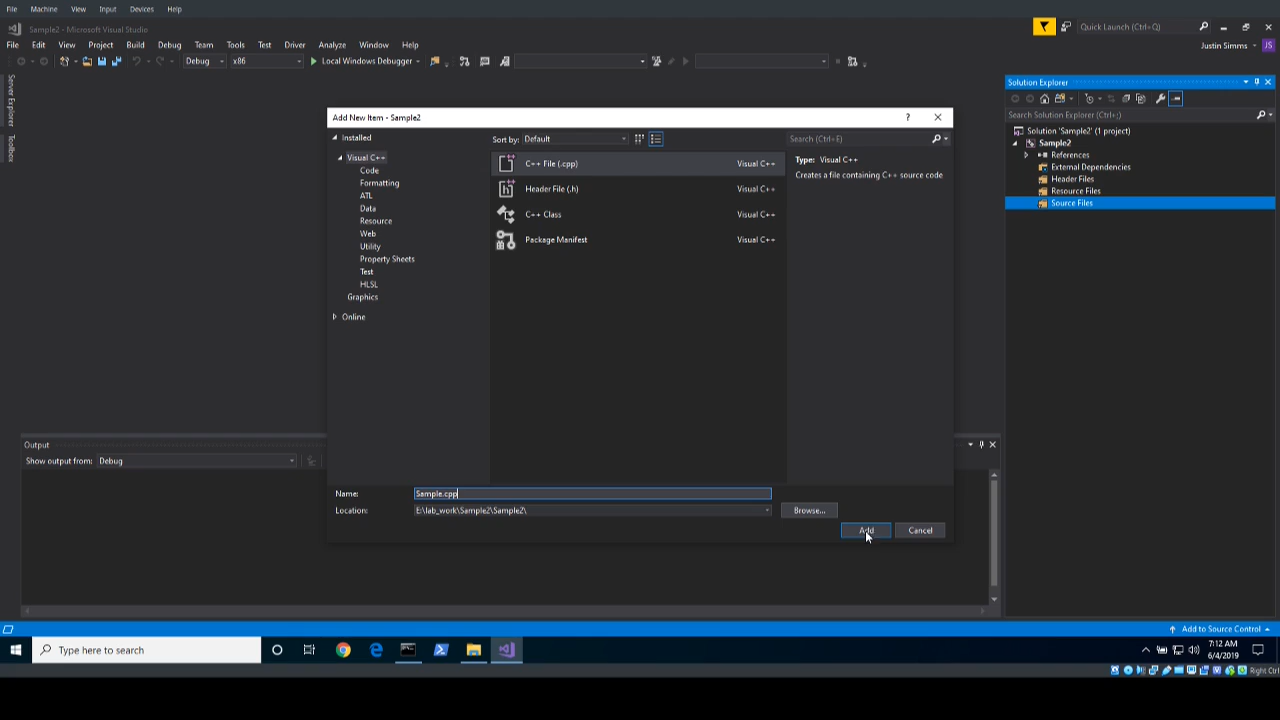 File Machine View Input Devices Help
Sample2 - Microsoft Visual Studio
Quick Launch (Ctrl+Q)
File Edit View Project Build Debug Team Tools Test Driver Analyze Window Help
Justin Simms JS
Debug x86 Local Windows Debugger
Server Explorer
Toolbox
Solution Explorer
Search Solution Explorer (Ctrl+;)
Solution 'Sample2' (1 project)
Sample2
References
External Dependencies
Header Files
Resource Files
Source Files
Add New Item - Sample2
Installed
Sort by: Default
Search (Ctrl+E)
Visual C++
Code
Formatting
ATL
Data
Resource
Web
Utility
Property Sheets
Test
HLSL
Graphics
Online
C++ File (.cpp) Visual C++
Header File (.h) Visual C++
C++ Class Visual C++
Package Manifest Visual C++
Type: Visual C++
Creates a file containing C++ source code
Name: Sample.cpp
Location: E:\lab_work\Sample2\Sample2\
Browse...
Add Cancel
Output
Show output from: Debug
Add to Source Control
Type here to search
7:12 AM
6/4/2019
Right Ctrl